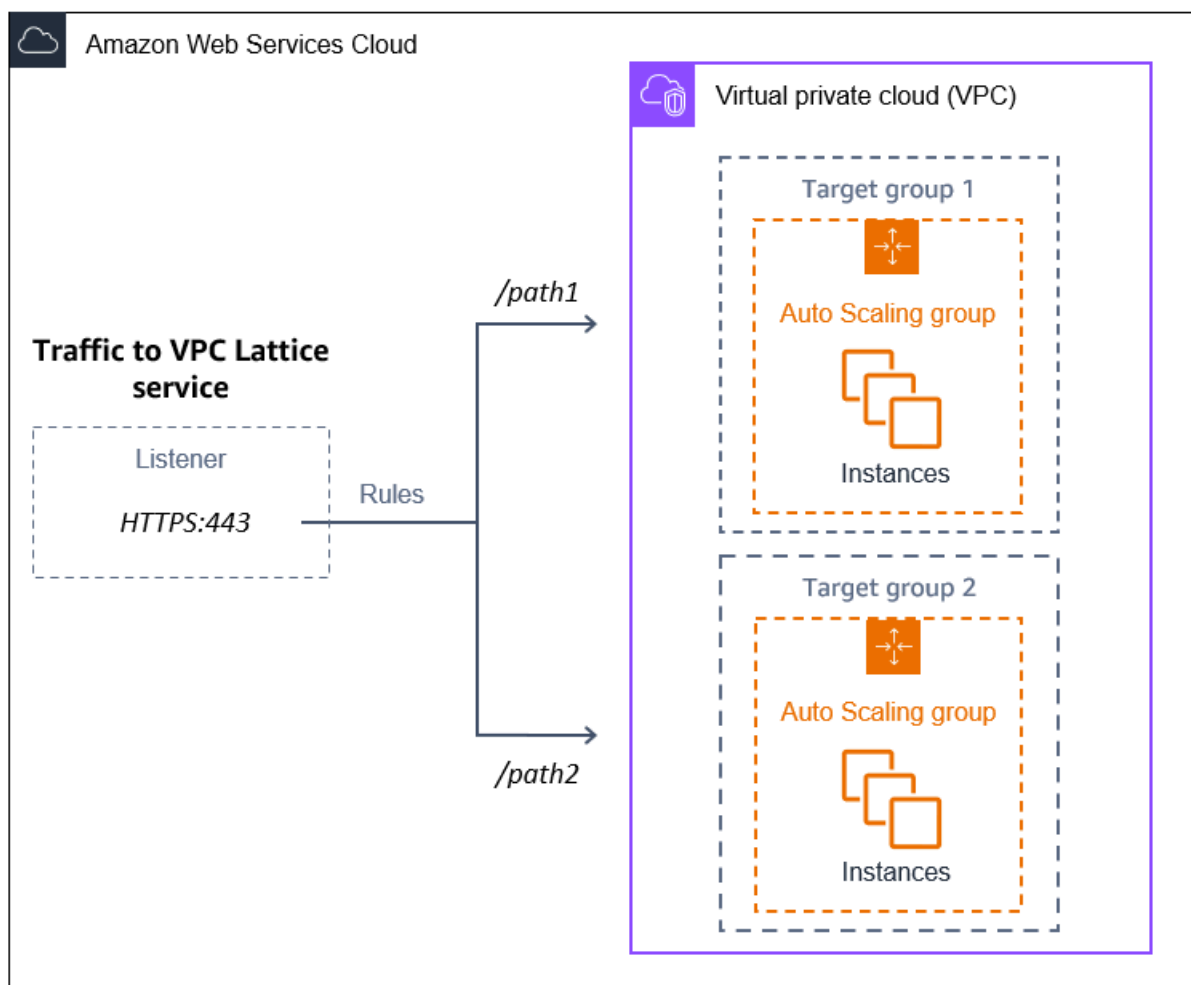 Amazon Web Services Cloud
Virtual private cloud (VPC)
Target group 1
Auto Scaling group
Instances
/path1
Traffic to VPC Lattice
service
Listener
HTTPS:443
Rules
/path2
Target group 2
Auto Scaling group
Instances